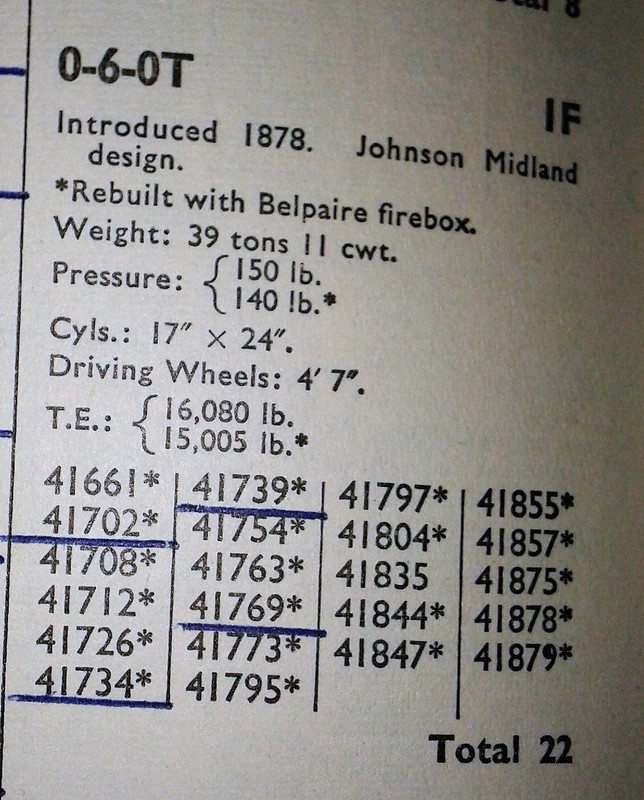 0-6-0T
1F
Introduced 1878. Johnson Midland
design.
*Rebuilt with Belpaire firebox.
Weight: 39 tons 11 cwt.
Pressure: { 150 lb.
140 lb.*
Cyls.: 17″ × 24″.
Driving Wheels: 4′ 7″.
T.E.: { 16,080 lb.
15,005 lb.*
41661* 41739* 41797* 41855*
41702* 41754* 41804* 41857*
41708* 41763* 41835 41875*
41712* 41769* 41844* 41878*
41726* 41773* 41847* 41879*
41734* 41795*
Total 22